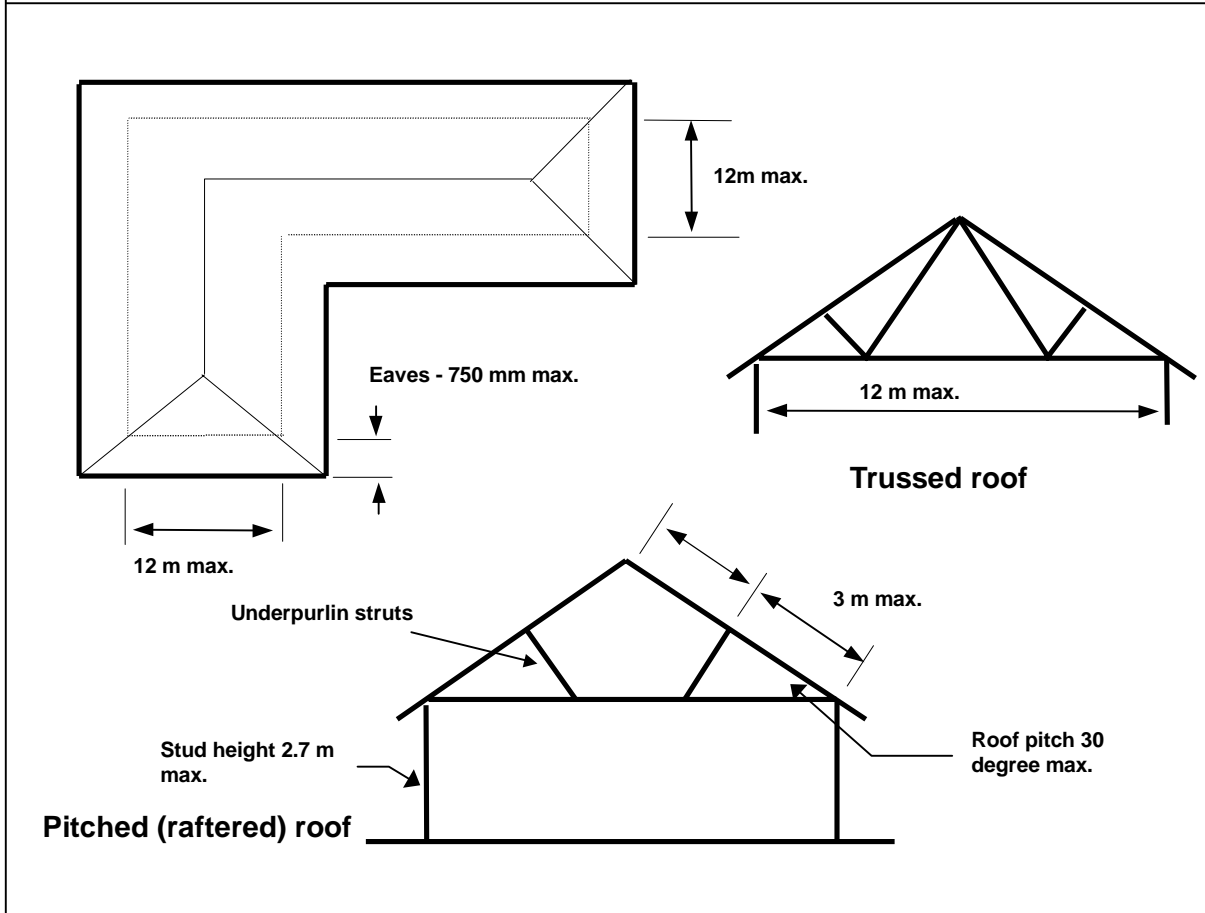 12m max.
Eaves - 750 mm max.
12 m max.
Trussed roof
12 m max.
3 m max.
Underpurlin struts
Stud height 2.7 m
max.
Roof pitch 30
degree max.
Pitched (raftered) roof